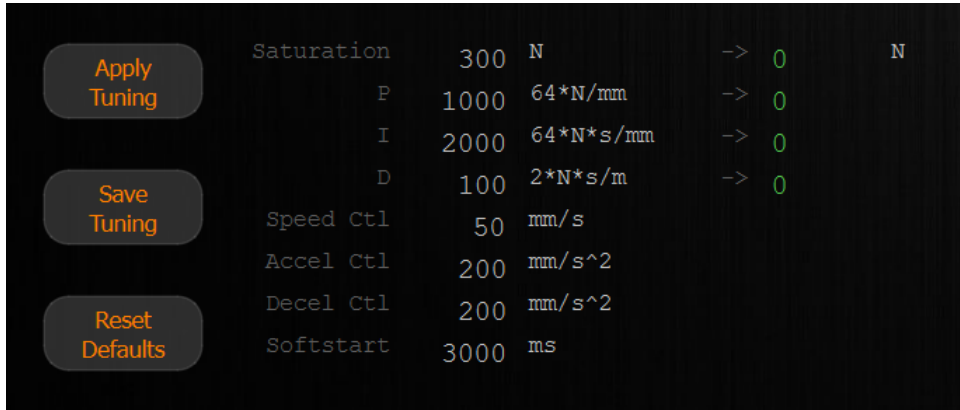 Apply
Tuning
Save
Tuning
Reset
Defaults
Saturation 300 N -> 0 N
P 1000 64*N/mm -> 0
I 2000 64*N*s/mm -> 0
D 100 2*N*s/m -> 0
Speed Ctl 50 mm/s
Accel Ctl 200 mm/s^2
Decel Ctl 200 mm/s^2
Softstart 3000 ms